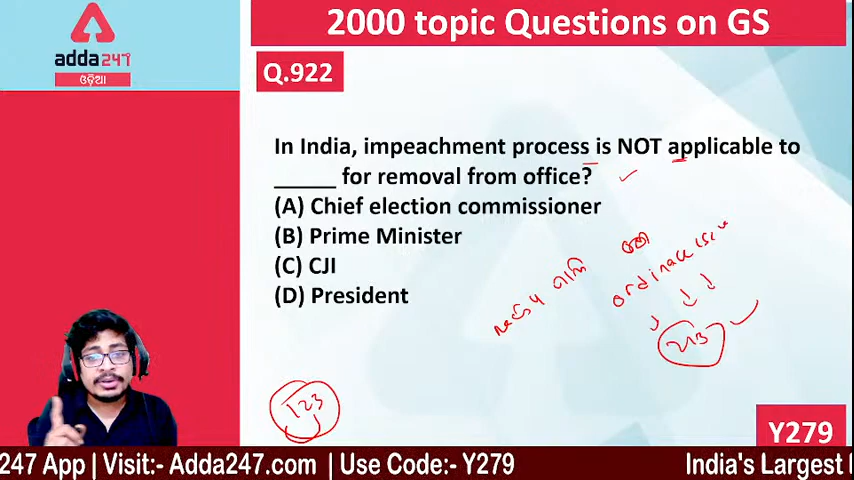 2000 topic Questions on GS
adda247
ଓଡ଼ିଆ
Q.922
In India, impeachment process is NOT applicable to
_____ for removal from office?
(A) Chief election commissioner
(B) Prime Minister
(C) CJI
(D) President
213
123
Y279
247 App | Visit:- Adda247.com | Use Code:- Y279
India's Largest